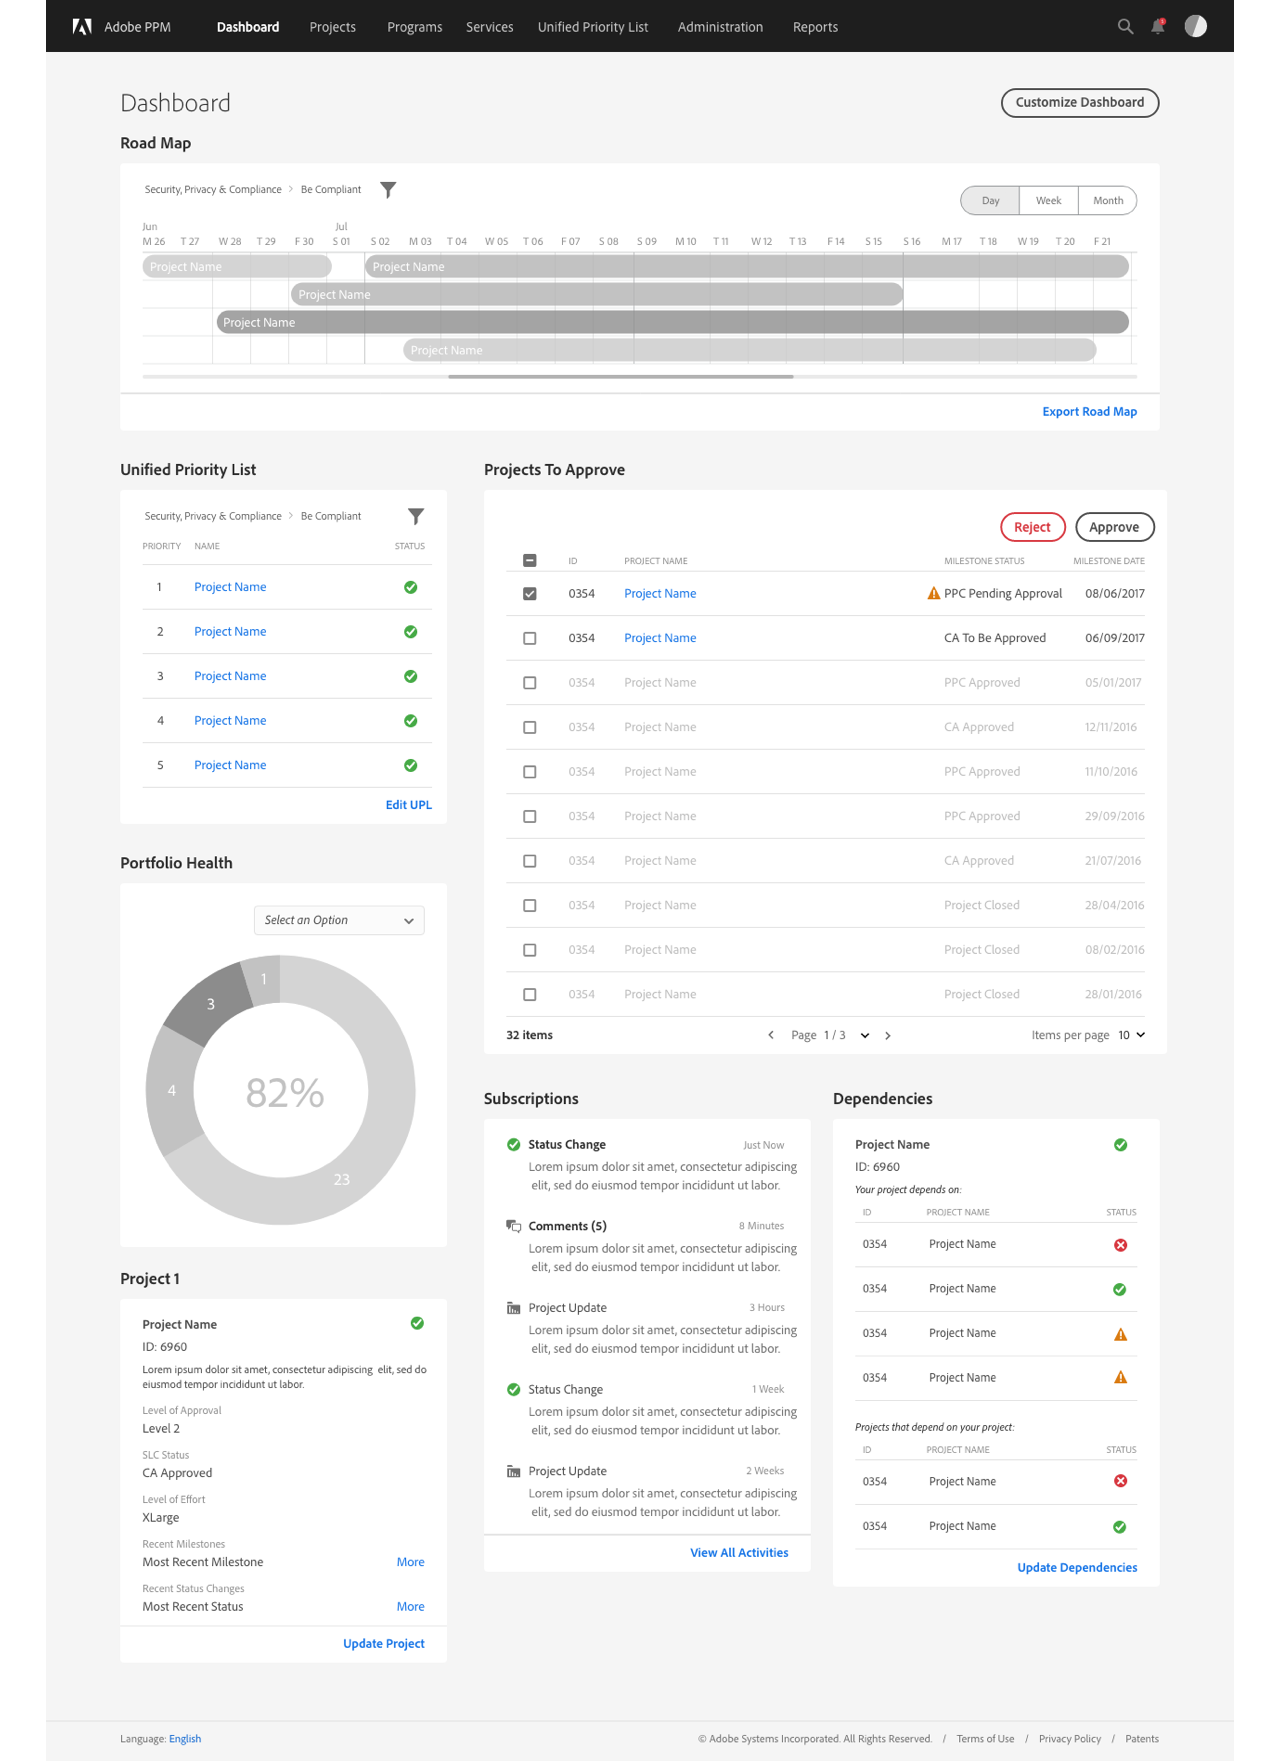 Adobe PPM Dashboard Projects Programs Services Unified Priority List Administration Reports
Dashboard
Customize Dashboard
Road Map
Security, Privacy & Compliance > Be Compliant
Day Week Month
Jun Jul
M 26 T 27 W 28 T 29 F 30 S 01 S 02 M 03 T 04 W 05 T 06 F 07 S 08 S 09 M 10 T 11 W 12 T 13 F 14 S 15 S 16 M 17 T 18 W 19 T 20 F 21
Project Name Project Name
Project Name
Project Name
Project Name
Export Road Map
Unified Priority List
Security, Privacy & Compliance > Be Compliant
PRIORITY NAME STATUS
1 Project Name
2 Project Name
3 Project Name
4 Project Name
5 Project Name
Edit UPL
Projects To Approve
Reject Approve
ID PROJECT NAME MILESTONE STATUS MILESTONE DATE
0354 Project Name PPC Pending Approval 08/06/2017
0354 Project Name CA To Be Approved 06/09/2017
0354 Project Name PPC Approved 05/01/2017
0354 Project Name CA Approved 12/11/2016
0354 Project Name PPC Approved 11/10/2016
0354 Project Name PPC Approved 29/09/2016
0354 Project Name CA Approved 21/07/2016
0354 Project Name Project Closed 28/04/2016
0354 Project Name Project Closed 08/02/2016
0354 Project Name Project Closed 28/01/2016
32 items < Page 1 / 3 > Items per page 10
Portfolio Health
Select an Option
1
3
4
82%
23
Project 1
Project Name
ID: 6960
Lorem ipsum dolor sit amet, consectetur adipiscing elit, sed do
eiusmod tempor incididunt ut labor.
Level of Approval
Level 2
SLC Status
CA Approved
Level of Effort
XLarge
Recent Milestones
Most Recent Milestone More
Recent Status Changes
Most Recent Status More
Update Project
Subscriptions
Status Change Just Now
Lorem ipsum dolor sit amet, consectetur adipiscing
elit, sed do eiusmod tempor incididunt ut labor.
Comments (5) 8 Minutes
Lorem ipsum dolor sit amet, consectetur adipiscing
elit, sed do eiusmod tempor incididunt ut labor.
Project Update 3 Hours
Lorem ipsum dolor sit amet, consectetur adipiscing
elit, sed do eiusmod tempor incididunt ut labor.
Status Change 1 Week
Lorem ipsum dolor sit amet, consectetur adipiscing
elit, sed do eiusmod tempor incididunt ut labor.
Project Update 2 Weeks
Lorem ipsum dolor sit amet, consectetur adipiscing
elit, sed do eiusmod tempor incididunt ut labor.
View All Activities
Dependencies
Project Name
ID: 6960
Your project depends on:
ID PROJECT NAME STATUS
0354 Project Name
0354 Project Name
0354 Project Name
0354 Project Name
Projects that depend on your project:
ID PROJECT NAME STATUS
0354 Project Name
0354 Project Name
Update Dependencies
Language: English
© Adobe Systems Incorporated. All Rights Reserved. / Terms of Use / Privacy Policy / Patents